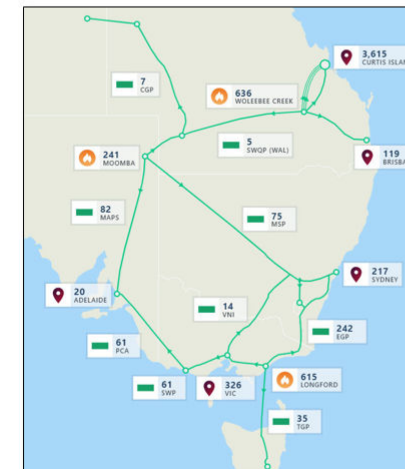 3,615
CURTIS ISLAN
7
CGP
636
WOLEEBEE CREEK
5
SWQP (WAL)
119
BRISBA
241
MOOMBA
82
MAPS
75
MSP
217
SYDNEY
20
ADELAIDE
14
VNI
242
EGP
61
PCA
61
SWP
326
VIC
615
LONGFORD
35
TGP